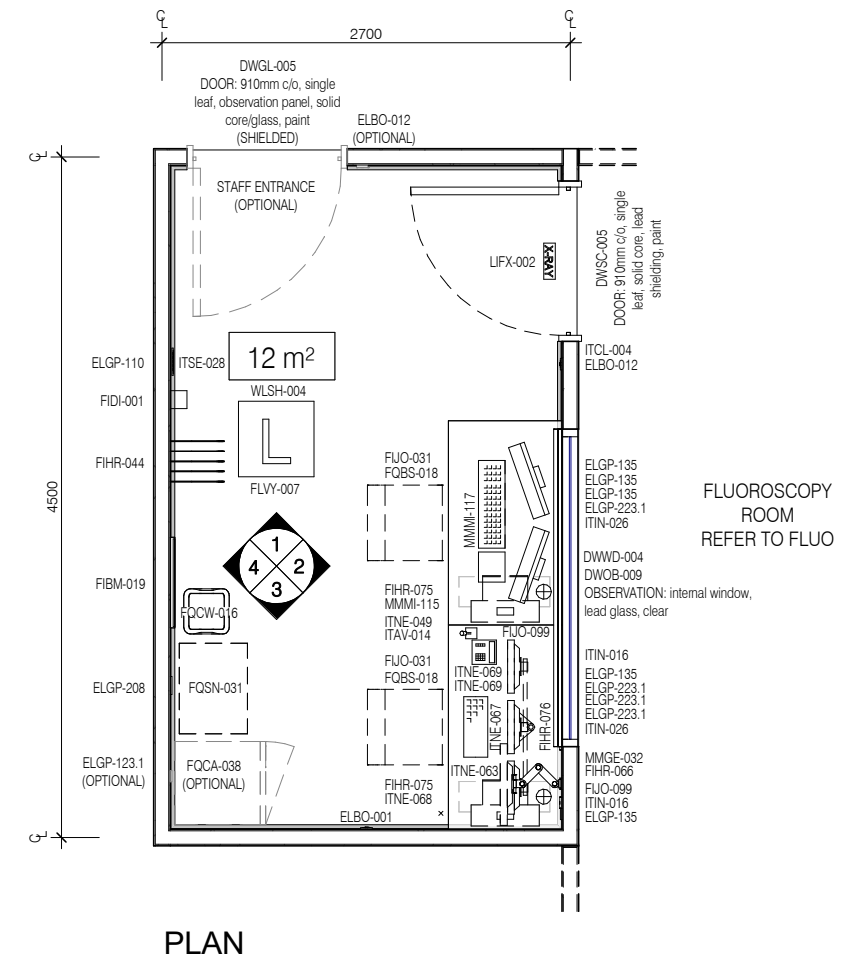 2700
DWGL-005
DOOR: 910mm c/o, single
leaf, observation panel, solid
core/glass, paint
(SHIELDED)
ELBO-012
(OPTIONAL)
STAFF ENTRANCE
(OPTIONAL)
LIFX-002
X-RAY
DWSC-005
DOOR: 910mm c/o, single
leaf, solid core, lead
shielding, paint
ITCL-004
ELBO-012
ELGP-110
ITSE-028
12 m²
FIDI-001
WLSH-004
L
FLVY-007
FIHR-044
4500
FIJO-031
FQBS-018
MMMI-117
ELGP-135
ELGP-135
ELGP-135
ELGP-223.1
ITIN-026
FLUOROSCOPY
ROOM
REFER TO FLUO
1
4 2
3
FIBM-019
FQCW-016
FIHR-075
MMMI-115
ITNE-049
ITAV-014
DWWD-004
DWOB-009
OBSERVATION: internal window,
lead glass, clear
FIJO-099
ELGP-208
FQSN-031
FIJO-031
FQBS-018
ITNE-069
ITNE-069
ITNE-067
FIHR-076
ITIN-016
ELGP-135
ELGP-223.1
ELGP-223.1
ELGP-223.1
ITIN-026
ELGP-123.1
(OPTIONAL)
FQCA-038
(OPTIONAL)
FIHR-075
ITNE-068
ITNE-063
MMGE-032
FIHR-066
FIJO-099
ITIN-016
ELGP-135
ELBO-001
PLAN